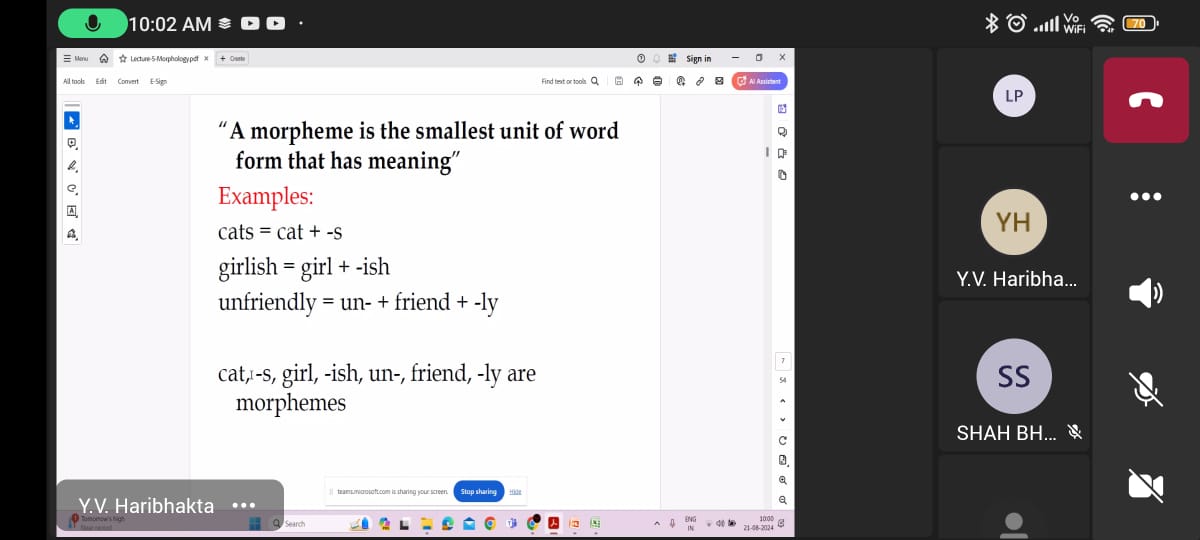 10:02 AM
Vo
WiFi
70
Menu
Lecture-5-Morphology.pdf ×
+ Create
Sign in
All tools Edit Convert E-Sign
Find text or tools
AI Assistant
“A morpheme is the smallest unit of word
form that has meaning”
Examples:
cats = cat + -s
girlish = girl + -ish
unfriendly = un- + friend + -ly
cat, -s, girl, -ish, un-, friend, -ly are
morphemes
7
54
teams.microsoft.com is sharing your screen.
Stop sharing
Hide
Y.V. Haribhakta
Tomorrow's high
Near record
Search
ENG
IN
10:00
21-08-2024
LP
YH
Y.V. Haribha...
SS
SHAH BH...